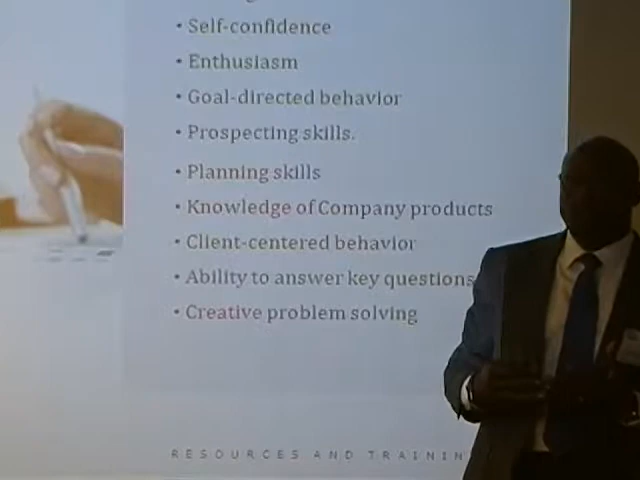 • Self-confidence
• Enthusiasm
• Goal-directed behavior
• Prospecting skills.
• Planning skills
• Knowledge of Company products
• Client-centered behavior
• Ability to answer key questions
• Creative problem solving
RESOURCES AND TRAININ